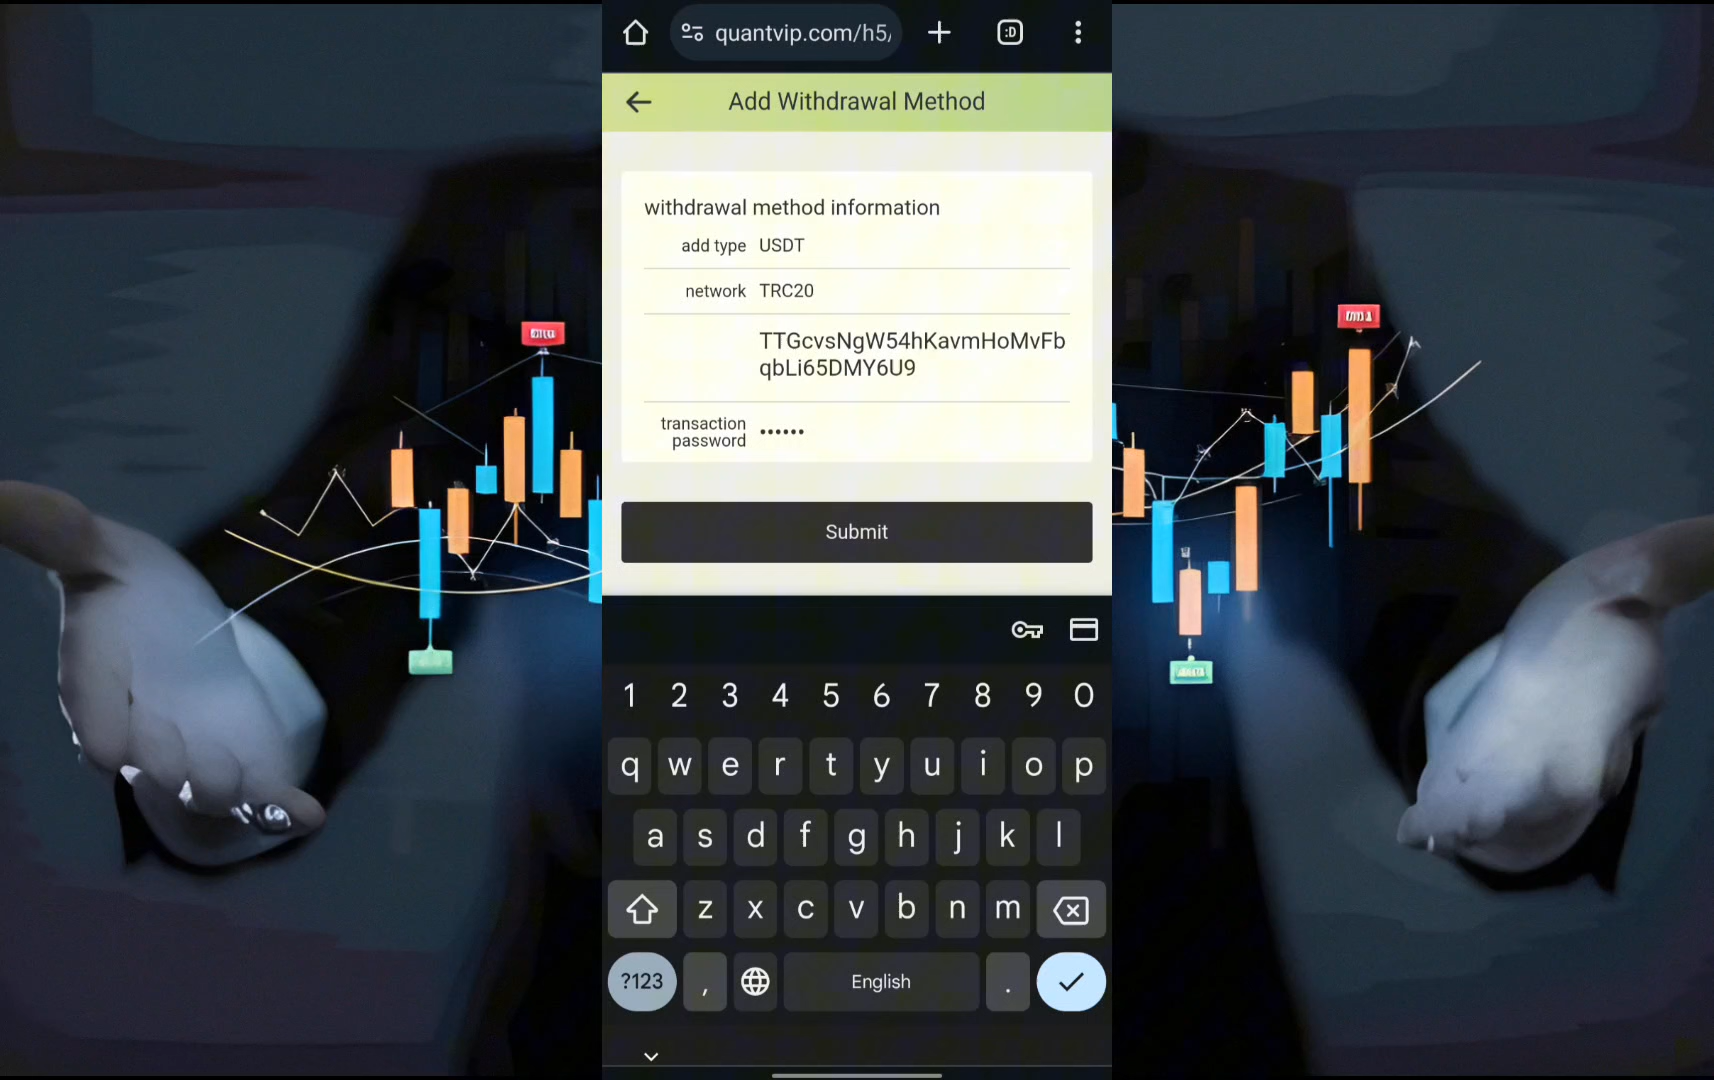 quantvip.com/h5/
:D
Add Withdrawal Method
withdrawal method information
add type USDT
network TRC20
TTGcvsNgW54hKavmHoMvFb
qbLi65DMY6U9
transaction
password ••••••
Submit
1 2 3 4 5 6 7 8 9 0
q w e r t y u i o p
a s d f g h j k l
z x c v b n m
?123 , English .